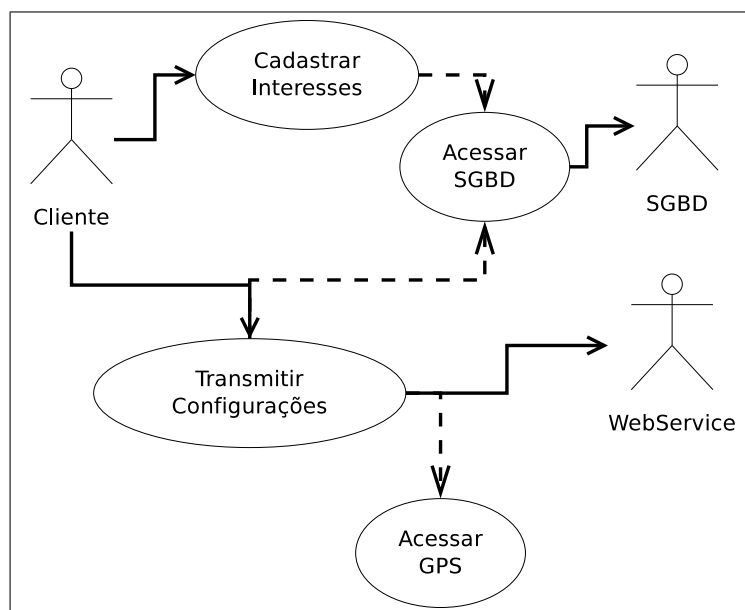 Cadastrar
Interesses
Cliente
Acessar
SGBD
SGBD
Transmitir
Configurações
WebService
Acessar
GPS